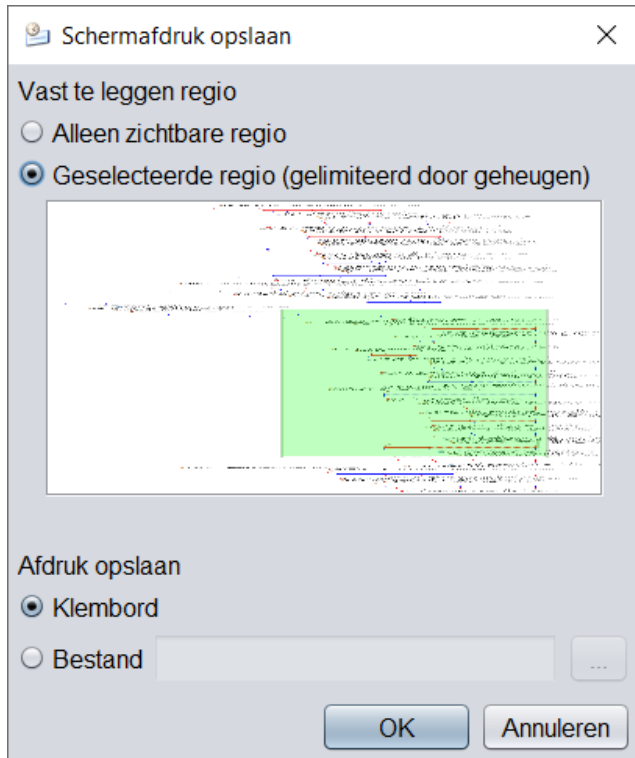 Schermafdruk opslaan
Vast te leggen regio
Alleen zichtbare regio
Geselecteerde regio (gelimiteerd door geheugen)
Afdruk opslaan
Klembord
Bestand ...
OK Annuleren